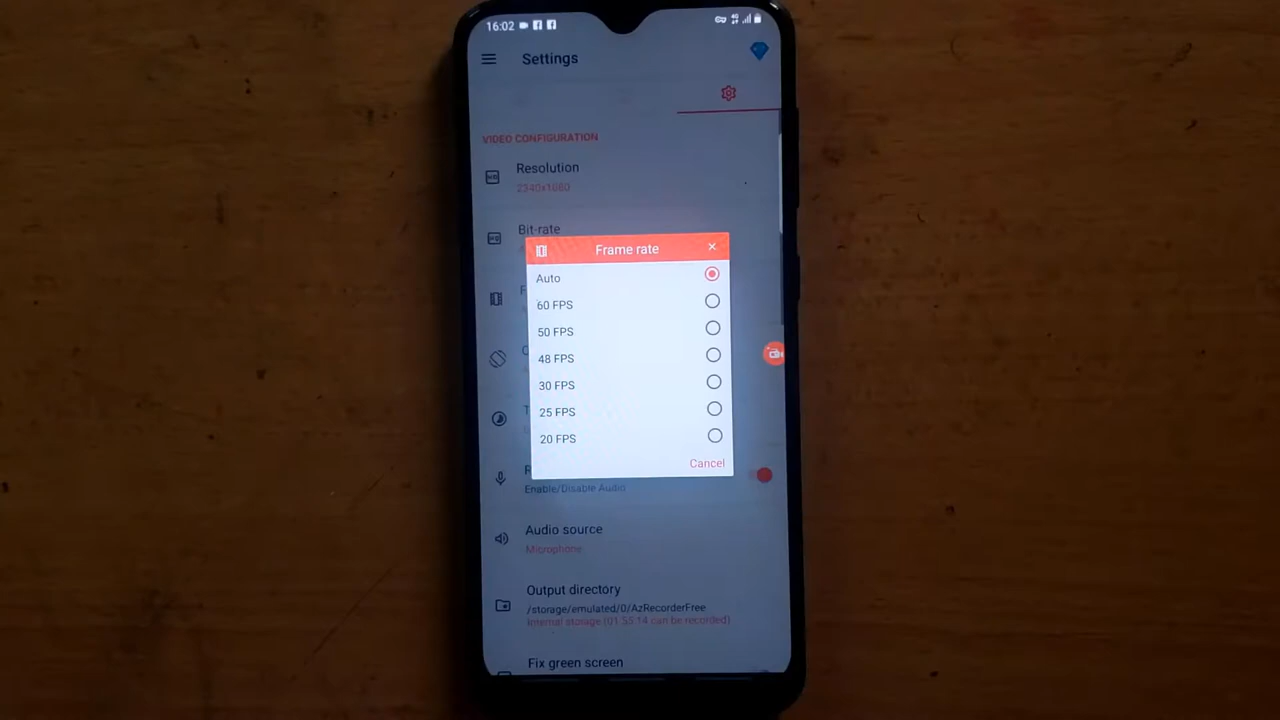 16:02
Settings
VIDEO CONFIGURATION
Resolution
2340x1080
Bit-rate
Frame rate
Auto
60 FPS
50 FPS
48 FPS
30 FPS
25 FPS
20 FPS
Cancel
Enable/Disable Audio
Audio source
Microphone
Output directory
/storage/emulated/0/AzRecorderFree
Internal storage (01:55:14 can be recorded)
Fix green screen